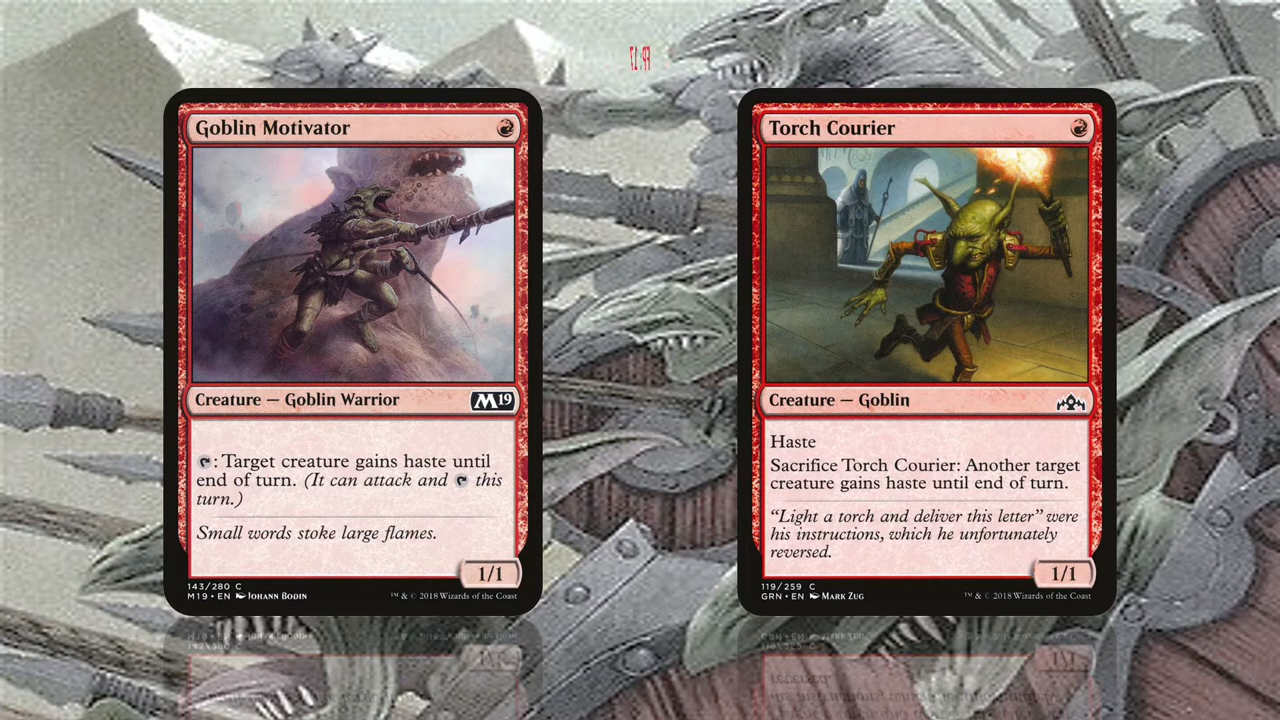 Goblin Motivator
Creature — Goblin Warrior
M19
: Target creature gains haste until
end of turn. (It can attack and this
turn.)
Small words stoke large flames.
1/1
143/280 C
M19 • EN Johann Bodin
™ & © 2018 Wizards of the Coast
Torch Courier
Creature — Goblin
Haste
Sacrifice Torch Courier: Another target
creature gains haste until end of turn.
"Light a torch and deliver this letter" were
his instructions, which he unfortunately
reversed.
1/1
119/259 C
GRN • EN Mark Zug
™ & © 2018 Wizards of the Coast